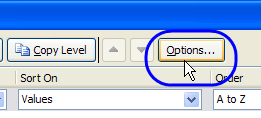 Copy Level Options...
Sort On Order
Values A to Z